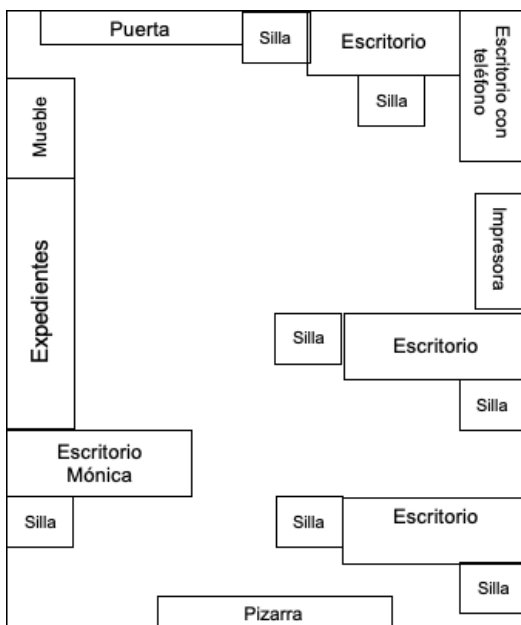 Puerta
Silla
Escritorio
Escritorio con
teléfono
Silla
Mueble
Expedientes
Impresora
Silla
Escritorio
Silla
Escritorio
Mónica
Silla
Silla
Escritorio
Silla
Pizarra